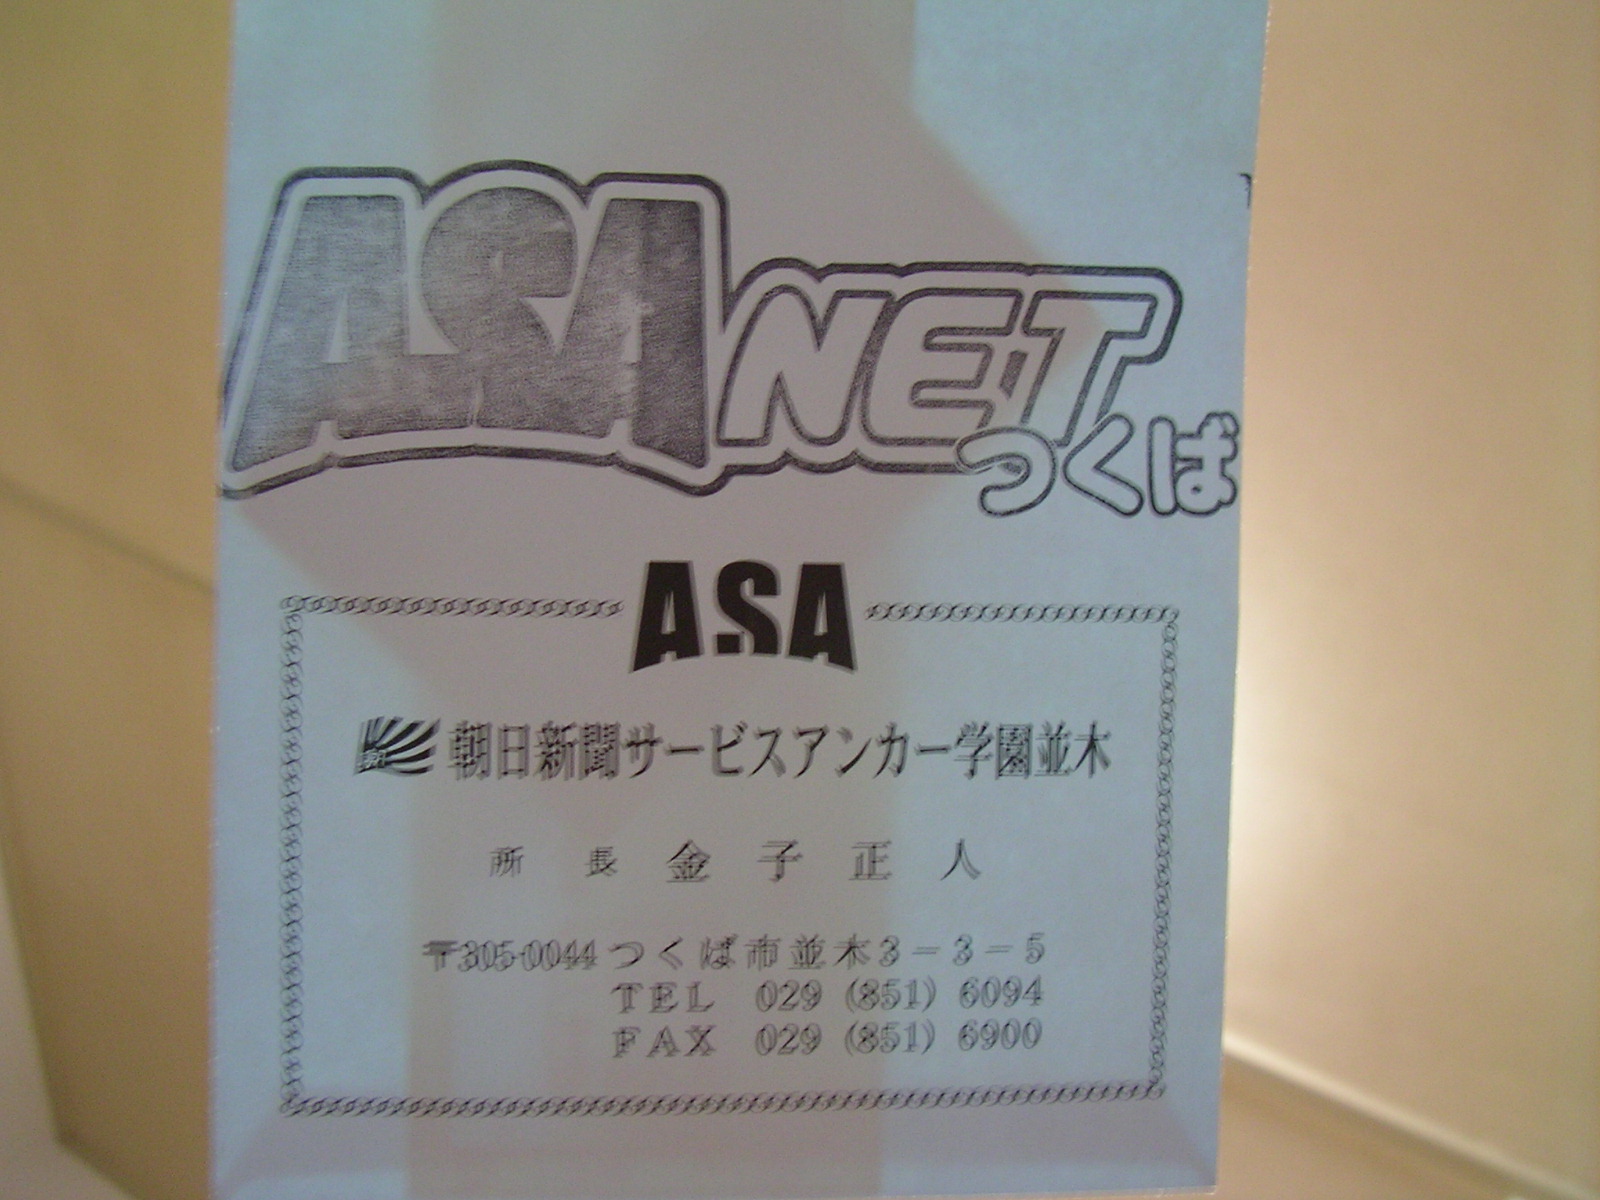 ASA NET
つくば
ASA
朝日新聞サービスアンカー学園並木
所 長 金 子 正 人
〒305-0044 つくば市並木3-3-5
TEL 029 (851) 6094
FAX 029 (851) 6900